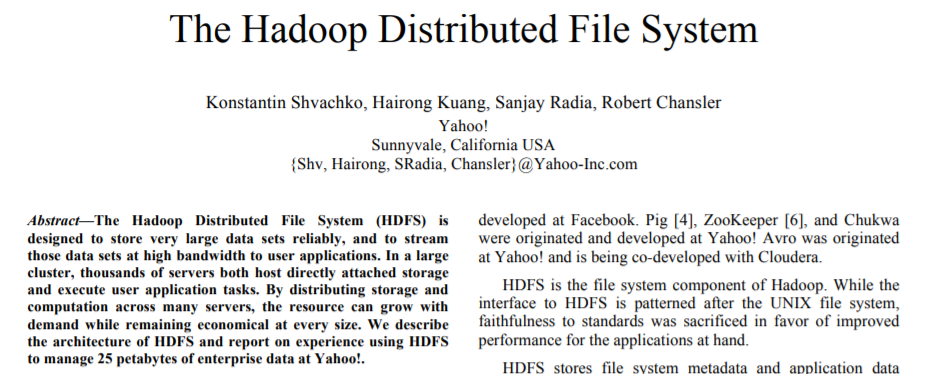 The Hadoop Distributed File System
Konstantin Shvachko, Hairong Kuang, Sanjay Radia, Robert Chansler
Yahoo!
Sunnyvale, California USA
{Shv, Hairong, SRadia, Chansler}@Yahoo-Inc.com
Abstract—The Hadoop Distributed File System (HDFS) is
designed to store very large data sets reliably, and to stream
those data sets at high bandwidth to user applications. In a large
cluster, thousands of servers both host directly attached storage
and execute user application tasks. By distributing storage and
computation across many servers, the resource can grow with
demand while remaining economical at every size. We describe
the architecture of HDFS and report on experience using HDFS
to manage 25 petabytes of enterprise data at Yahoo!.
developed at Facebook. Pig [4], ZooKeeper [6], and Chukwa
were originated and developed at Yahoo! Avro was originated
at Yahoo! and is being co-developed with Cloudera.
HDFS is the file system component of Hadoop. While the
interface to HDFS is patterned after the UNIX file system,
faithfulness to standards was sacrificed in favor of improved
performance for the applications at hand.
HDFS stores file system metadata and application data